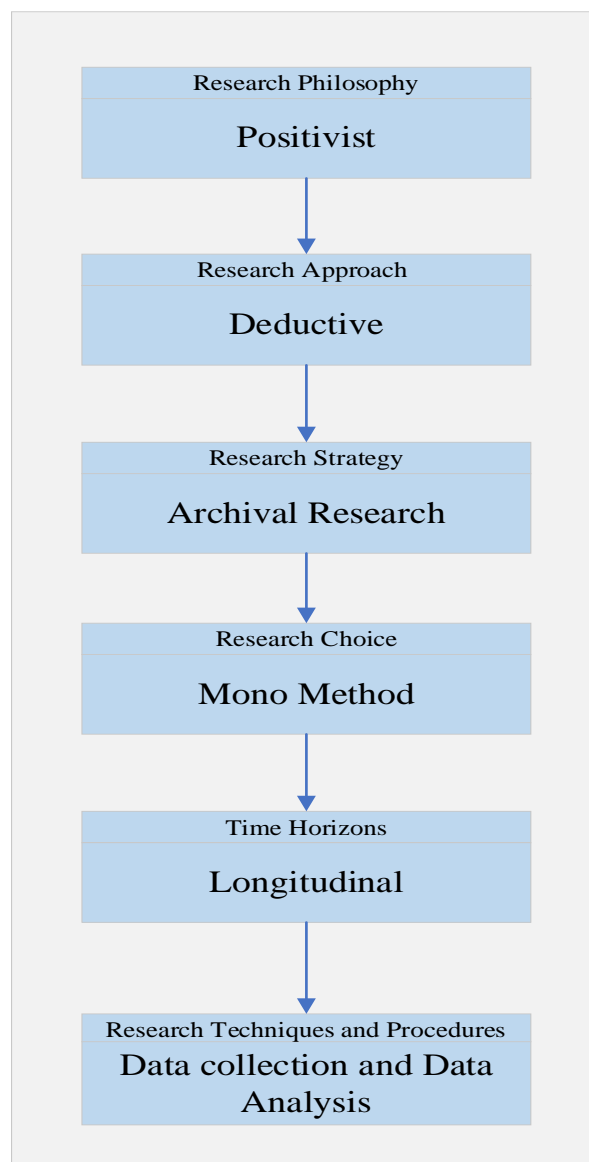 Research Philosophy
Positivist
Research Approach
Deductive
Research Strategy
Archival Research
Research Choice
Mono Method
Time Horizons
Longitudinal
Research Techniques and Procedures
Data collection and Data
Analysis